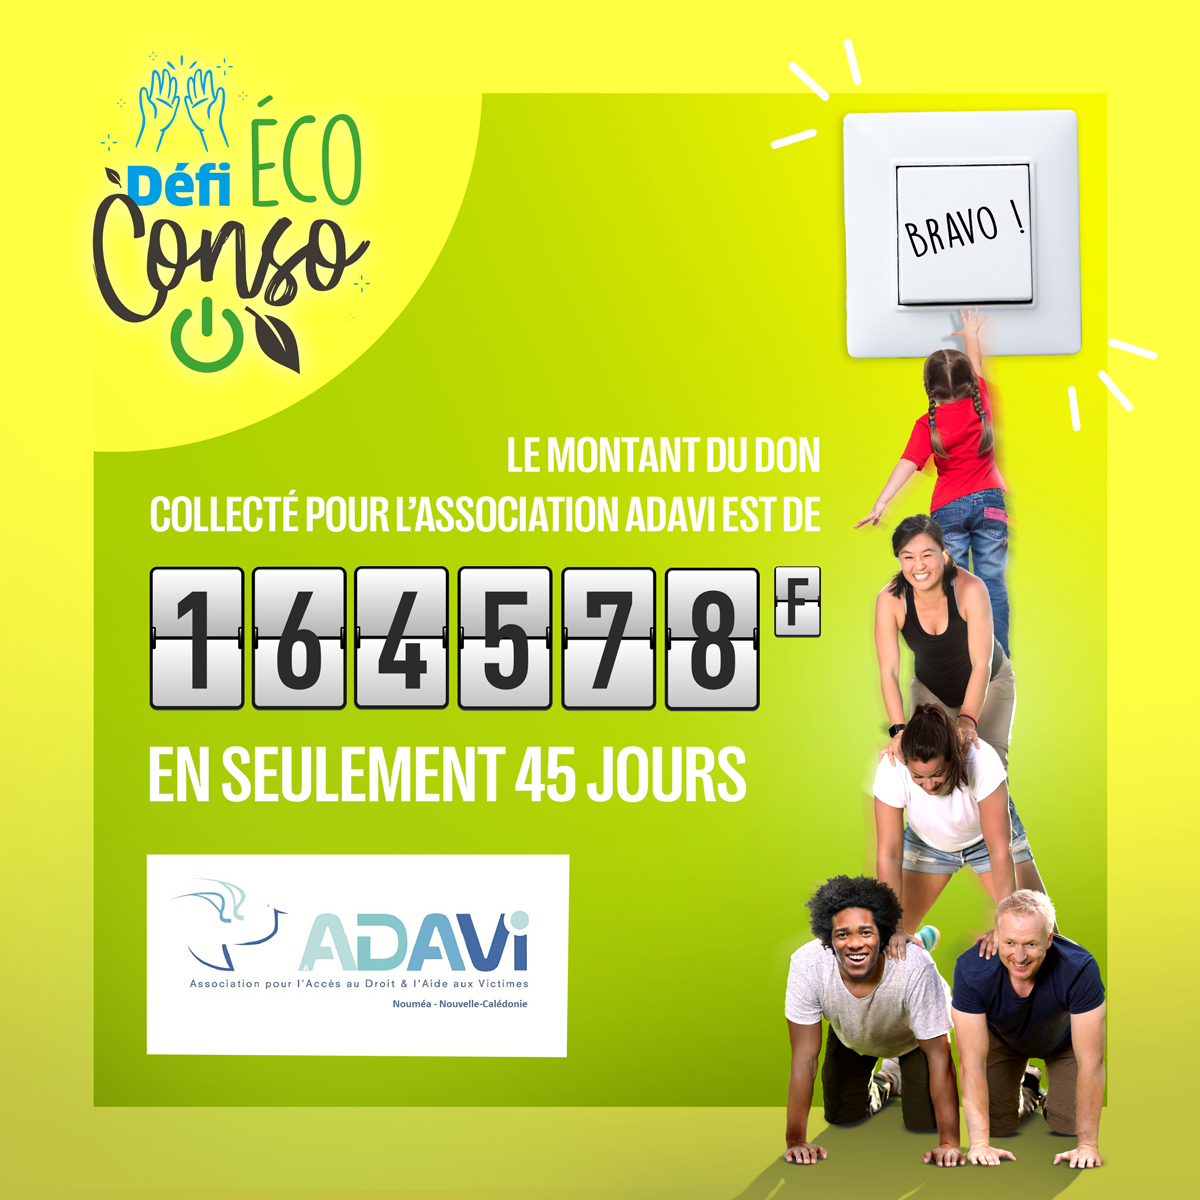 Défi ÉCO
Conso
BRAVO !
LE MONTANT DU DON
COLLECTÉ POUR L'ASSOCIATION ADAVI EST DE
164578 F
EN SEULEMENT 45 JOURS
ADAVi
Association pour l'Accès au Droit & l'Aide aux Victimes
Nouméa - Nouvelle-Calédonie